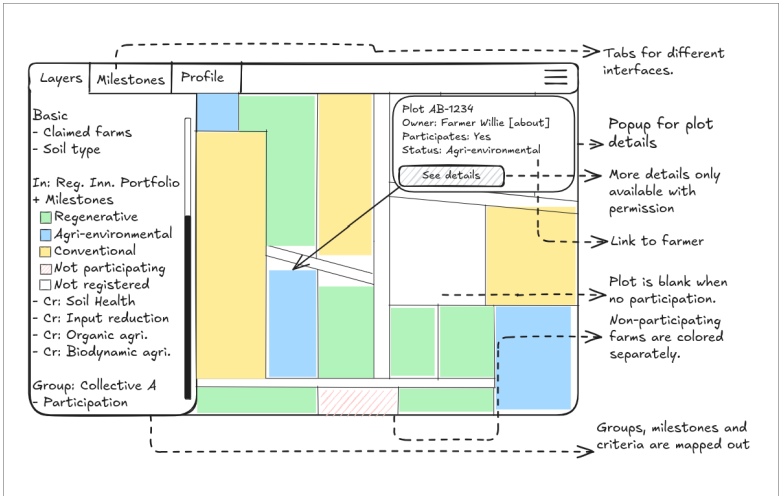 Layers
Milestones
Profile
Basic
- Claimed farms
- Soil type
In: Reg. Inn. Portfolio
+ Milestones
Regenerative
Agri-environmental
Conventional
Not participating
Not registered
- Cr: Soil Health
- Cr: Input reduction
- Cr: Organic agri.
- Cr: Biodynamic agri.
Group: Collective A
- Participation
Plot AB-1234
Owner: Farmer Willie [about]
Participates: Yes
Status: Agri-environmental
See details
Tabs for different
interfaces.
Popup for plot
details
More details only
available with
permission
Link to farmer
Plot is blank when
no participation.
Non-participating
farms are colored
separately.
Groups, milestones and
criteria are mapped out